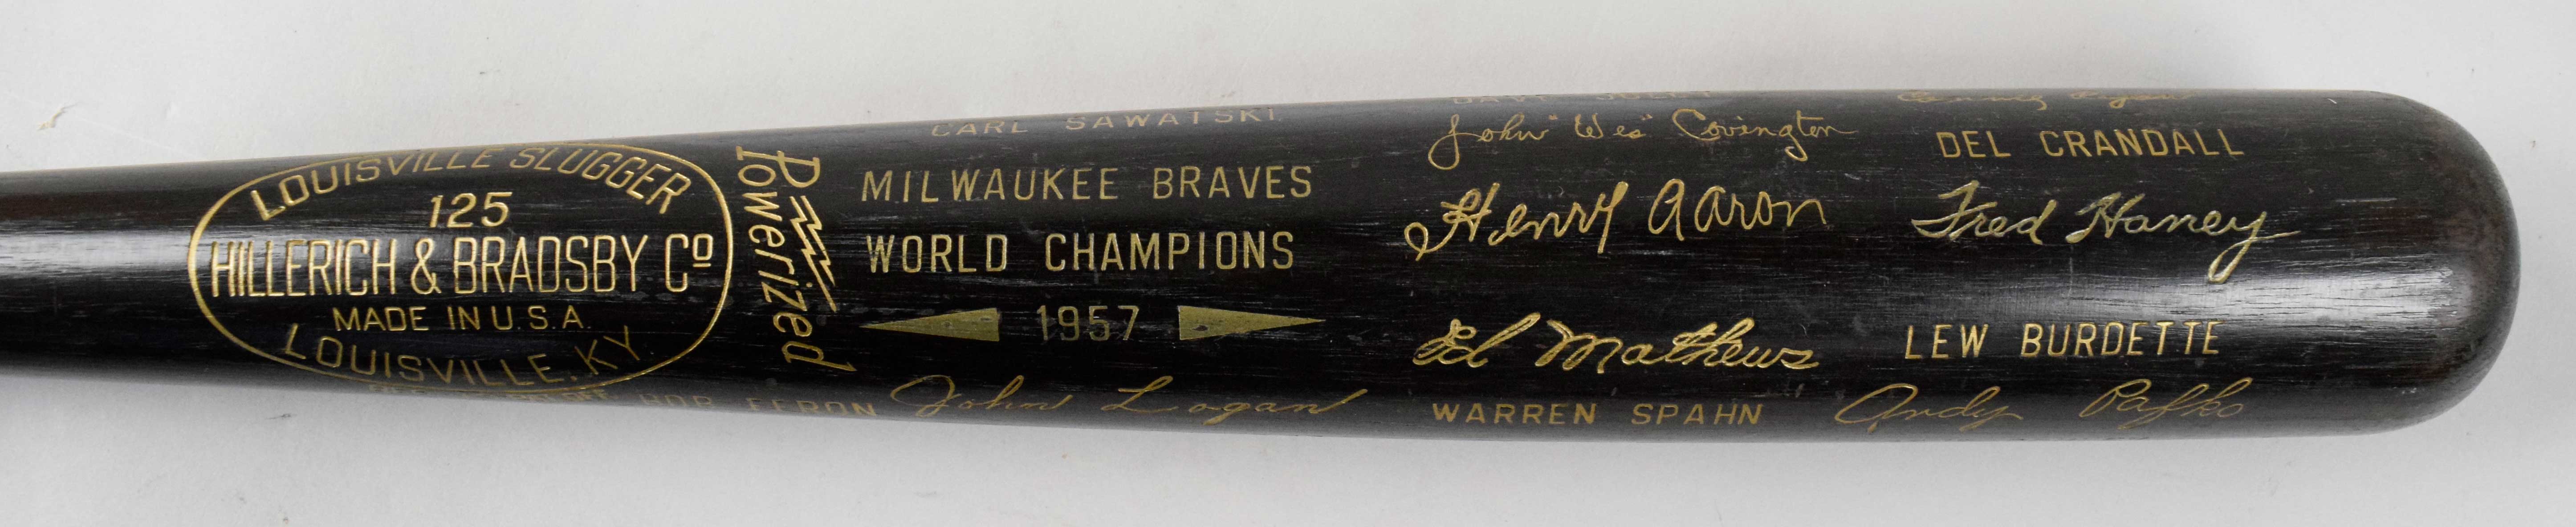 LOUISVILLE SLUGGER
125
HILLERICH & BRADSBY Cº
MADE IN U.S.A.
LOUISVILLE, KY.
Powerized
CARL SAWATSKI
MILWAUKEE BRAVES
WORLD CHAMPIONS
1957
John Logan
John "Wes" Covington
Henry Aaron
Ed Mathews
WARREN SPAHN
DEL CRANDALL
Fred Haney
LEW BURDETTE
Andy Pafko